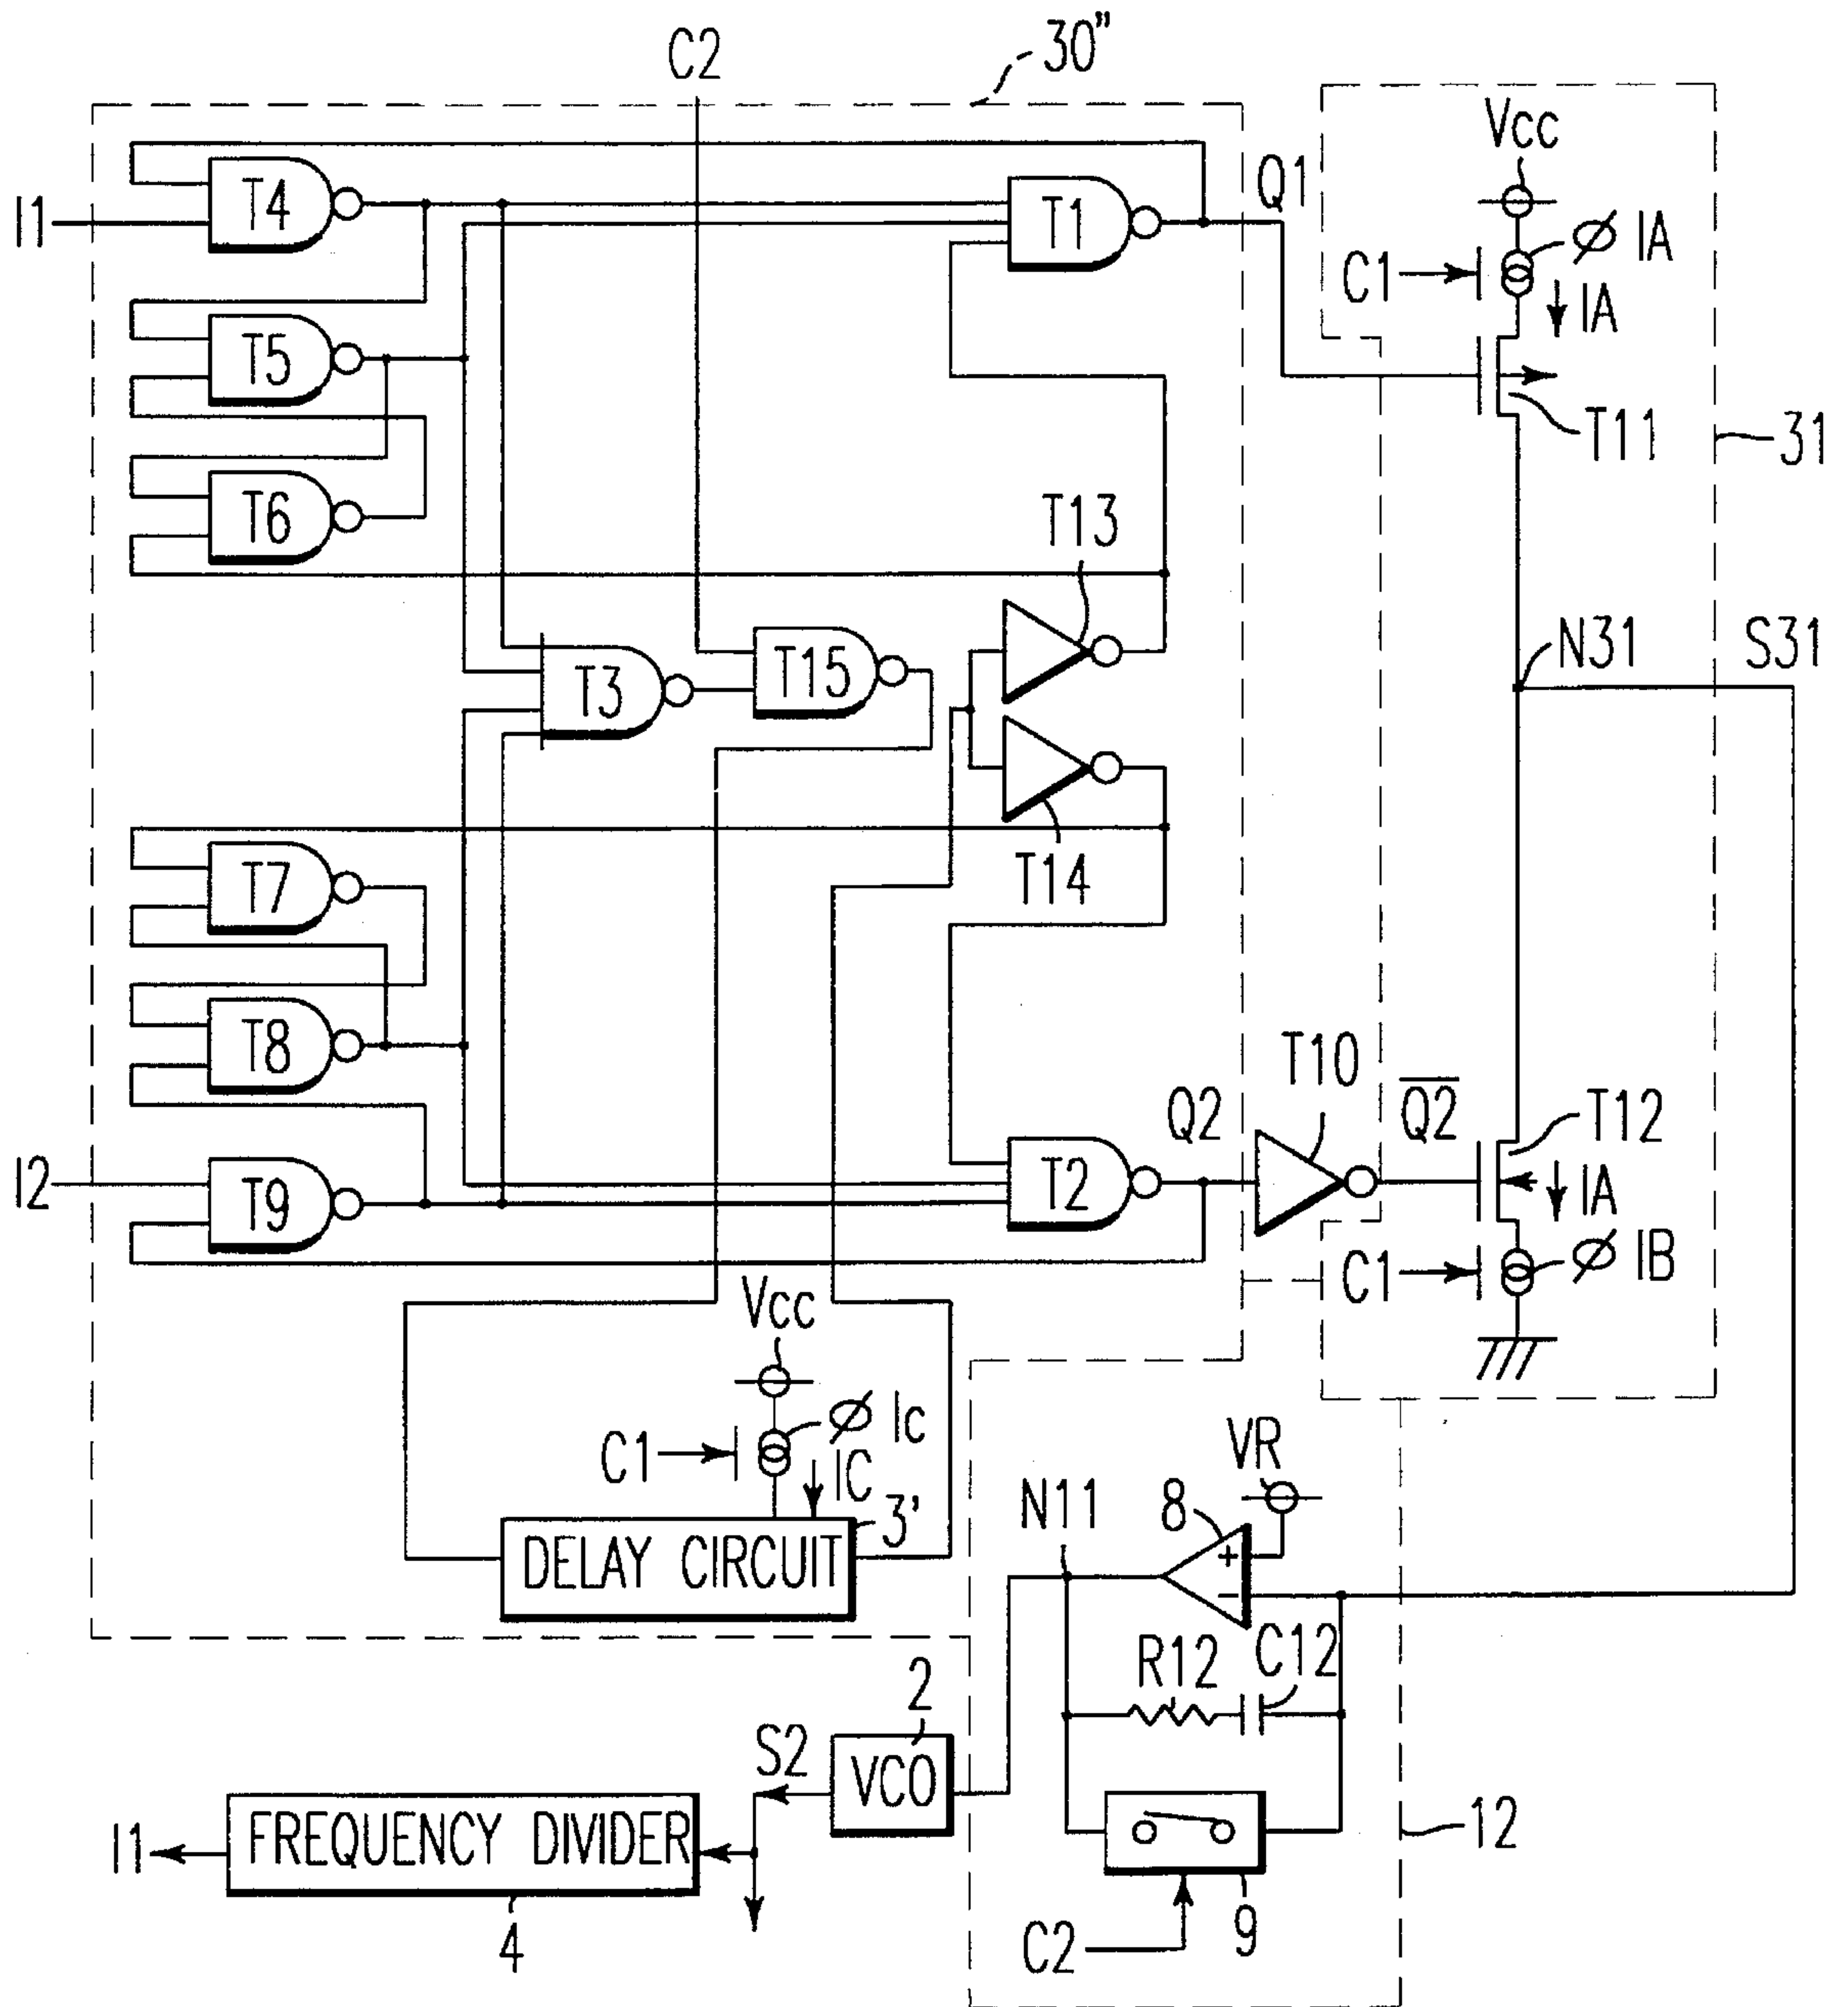 30"
C2
Vcc
T4
T1
Q1
I1
C1
ø IA
IA
T5
T11
31
T6
T13
N31
S31
T3
T15
T7
T14
T8
T10
Q2
Q2
T12
I2
T9
T2
IA
C1
ø IB
Vcc
C1
ø Ic
IC
VR
N11
8
+
−
3'
DELAY CIRCUIT
R12
C12
2
S2
VCO
FREQUENCY DIVIDER
I1
12
4
C2
9